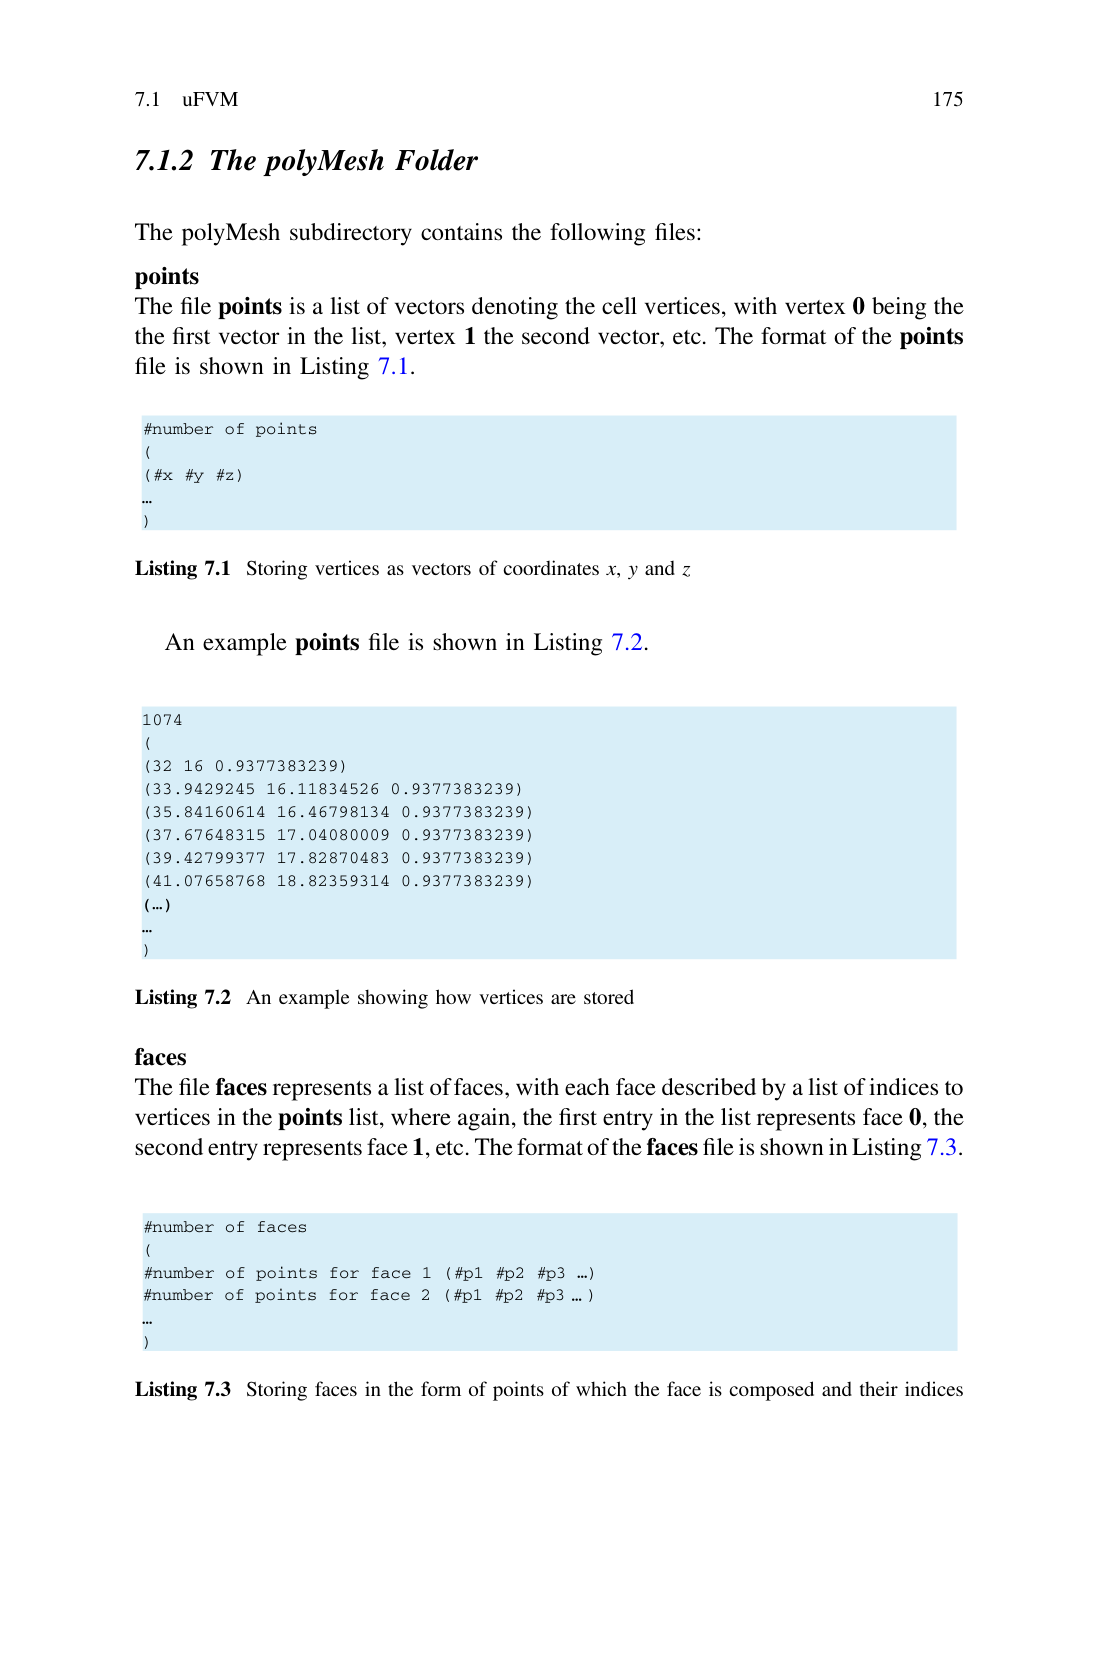 7.1 uFVM 175
7.1.2 The polyMesh Folder
The polyMesh subdirectory contains the following files:
points
The file points is a list of vectors denoting the cell vertices, with vertex 0 being the
the first vector in the list, vertex 1 the second vector, etc. The format of the points
file is shown in Listing 7.1.
#number of points
(
(#x #y #z)
…
)
Listing 7.1 Storing vertices as vectors of coordinates x, y and z
An example points file is shown in Listing 7.2.
1074
(
(32 16 0.9377383239)
(33.9429245 16.11834526 0.9377383239)
(35.84160614 16.46798134 0.9377383239)
(37.67648315 17.04080009 0.9377383239)
(39.42799377 17.82870483 0.9377383239)
(41.07658768 18.82359314 0.9377383239)
(…)
…
)
Listing 7.2 An example showing how vertices are stored
faces
The file faces represents a list of faces, with each face described by a list of indices to
vertices in the points list, where again, the first entry in the list represents face 0, the
second entry represents face 1, etc. The format of the faces file is shown in Listing 7.3.
#number of faces
(
#number of points for face 1 (#p1 #p2 #p3 …)
#number of points for face 2 (#p1 #p2 #p3 … )
…
)
Listing 7.3 Storing faces in the form of points of which the face is composed and their indices